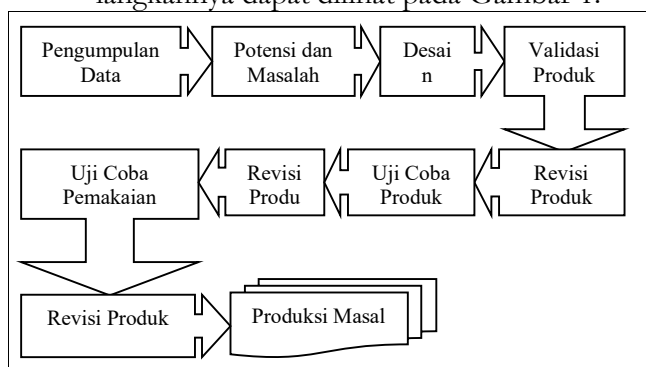 langkahnya dapat dilihat pada Gambar 1.
Pengumpulan
Data
Potensi dan
Masalah
Desai
n
Validasi
Produk
Revisi
Produk
Uji Coba
Produk
Revisi
Produ
Uji Coba
Pemakaian
Revisi Produk
Produksi Masal